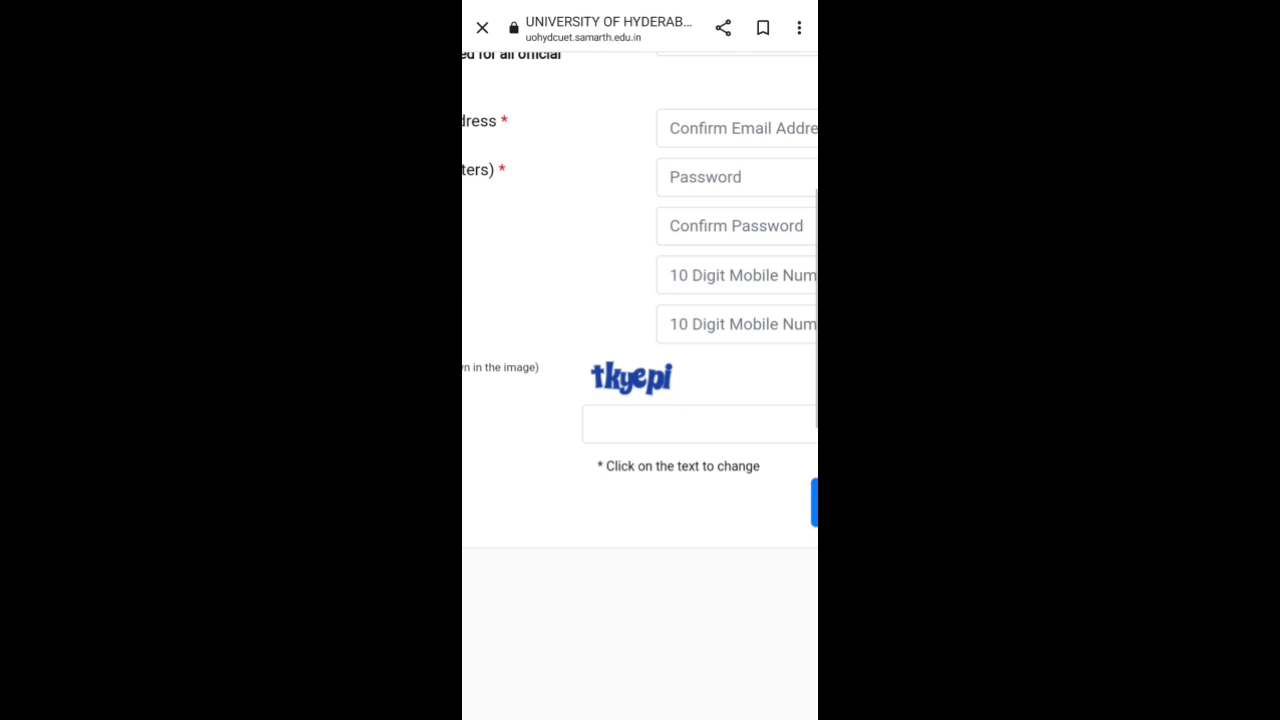 UNIVERSITY OF HYDERAB...
uohydcuet.samarth.edu.in
ed for all official
dress *
Confirm Email Addre
ters) *
Password
Confirm Password
10 Digit Mobile Num
10 Digit Mobile Num
vn in the image)
tkyepi
* Click on the text to change